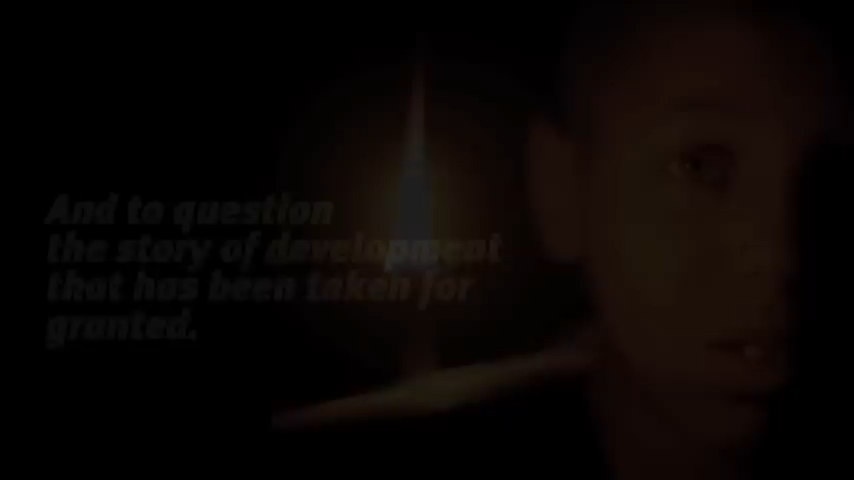 And to question
the story of development
that has been taken for
granted.